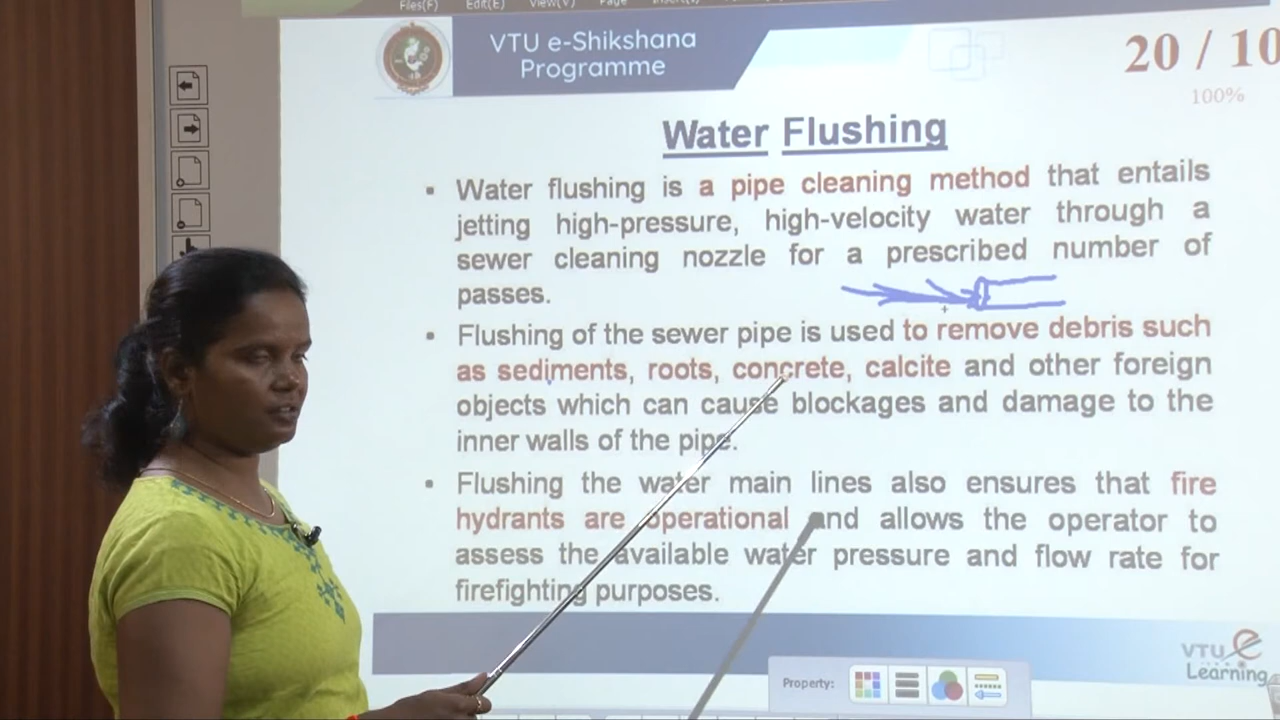 Files(F) Edit(E) View(V) Page
VTU e-Shikshana
Programme
20 / 10
100%
Water Flushing
▪ Water flushing is a pipe cleaning method that entails
jetting high-pressure, high-velocity water through a
sewer cleaning nozzle for a prescribed number of
passes.
▪ Flushing of the sewer pipe is used to remove debris such
as sediments, roots, concrete, calcite and other foreign
objects which can cause blockages and damage to the
inner walls of the pipe.
▪ Flushing the water main lines also ensures that fire
hydrants are operational and allows the operator to
assess the available water pressure and flow rate for
firefighting purposes.
VTU e
Learning
Property: